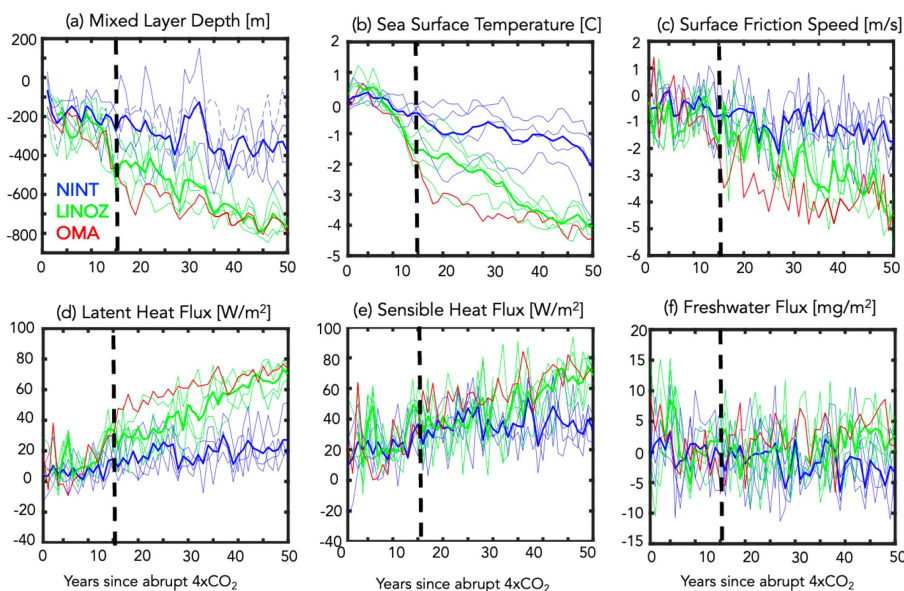 (a) Mixed Layer Depth [m]
(b) Sea Surface Temperature [C]
(c) Surface Friction Speed [m/s]
200
0
-200
-400
-600
-800
NINT
LINOZ
OMA
0 10 20 30 40 50
2
1
0
-1
-2
-3
-4
-5
0 10 20 30 40 50
2
1
0
-1
-2
-3
-4
-5
-6
0 10 20 30 40 50
(d) Latent Heat Flux [W/m²]
(e) Sensible Heat Flux [W/m²]
(f) Freshwater Flux [mg/m²]
100
80
60
40
20
0
-20
-40
0 10 20 30 40 50
100
80
60
40
20
0
-20
-40
0 10 20 30 40 50
20
15
10
5
0
-5
-10
-15
0 10 20 30 40 50
Years since abrupt 4xCO₂
Years since abrupt 4xCO₂
Years since abrupt 4xCO₂